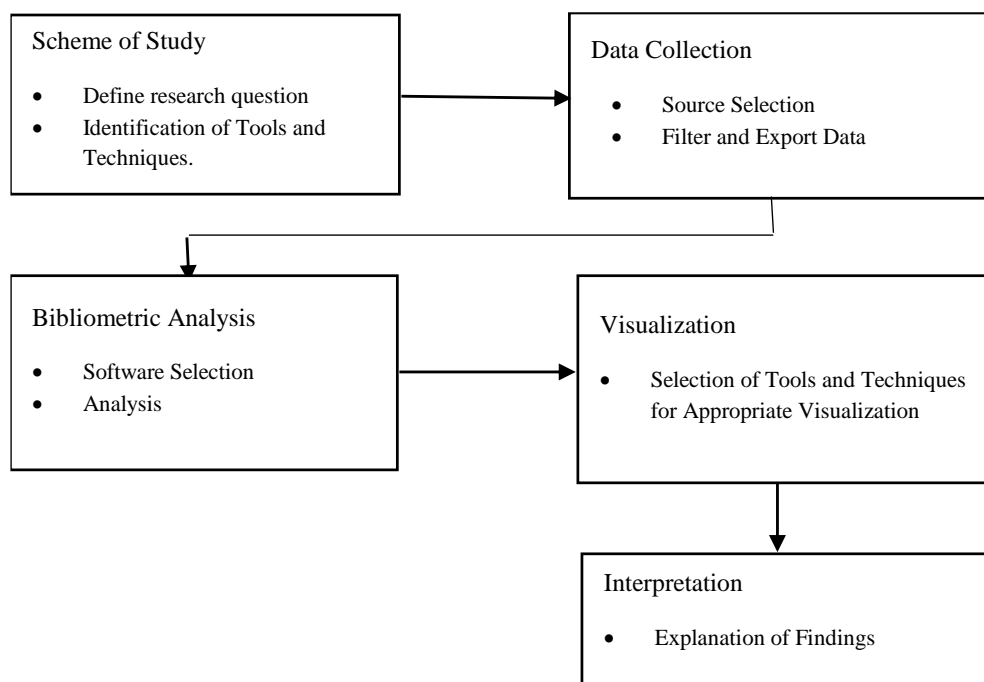 Scheme of Study
• Define research question
• Identification of Tools and
Techniques.
Data Collection
• Source Selection
• Filter and Export Data
Bibliometric Analysis
• Software Selection
• Analysis
Visualization
• Selection of Tools and Techniques
for Appropriate Visualization
Interpretation
• Explanation of Findings